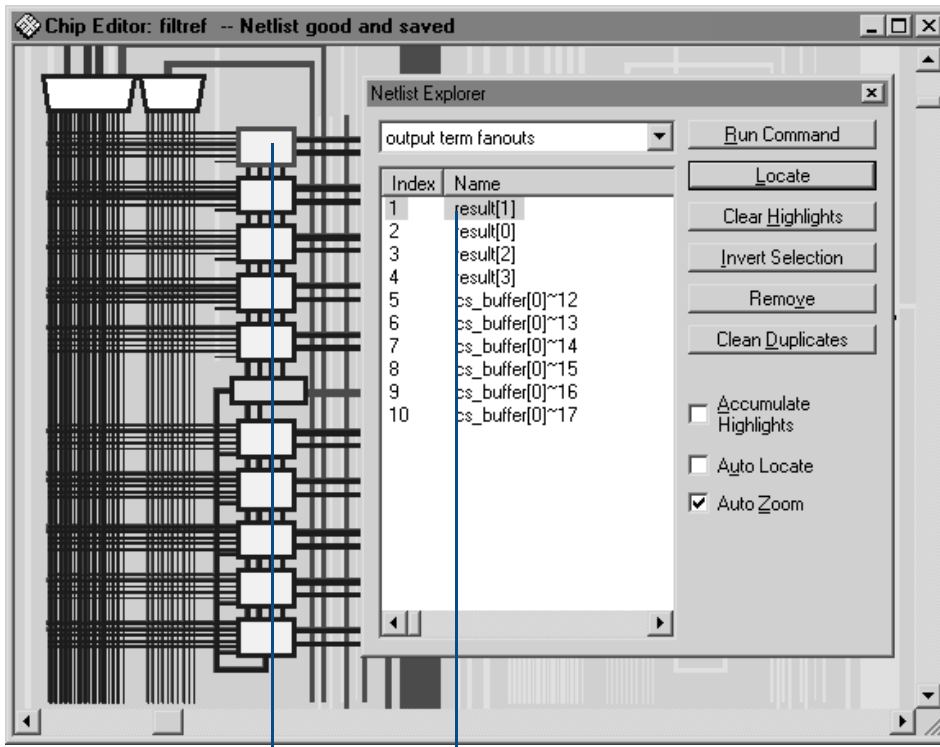 Chip Editor: filtref -- Netlist good and saved
Netlist Explorer
output term fanouts
Run Command
Locate
Clear Highlights
Invert Selection
Remove
Clean Duplicates
Accumulate
Highlights
Auto Locate
Auto Zoom
Index Name
1 result[1]
2 result[0]
3 result[2]
4 result[3]
5 cs_buffer[0]~12
6 cs_buffer[0]~13
7 cs_buffer[0]~14
8 cs_buffer[0]~15
9 cs_buffer[0]~16
10 cs_buffer[0]~17